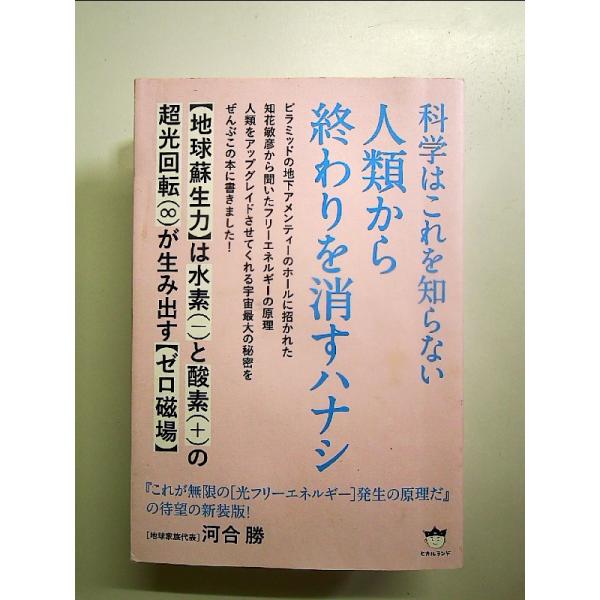 科学はこれを知らない
人類から
終わりを消すハナシ
ピラミッドの地下アメンティーのホールに招かれた
知花敏彦から聞いたフリーエネルギーの原理
人類をアップグレイドさせてくれる宇宙最大の秘密を
ぜんぶこの本に書きました!
【地球蘇生力】は水素(−)と酸素(+)の
超光回転(∞)が生み出す【ゼロ磁場】
『これが無限の[光フリーエネルギー]発生の原理だ』
の待望の新装版!
[地球家族代表]河合 勝
ヒカルランド